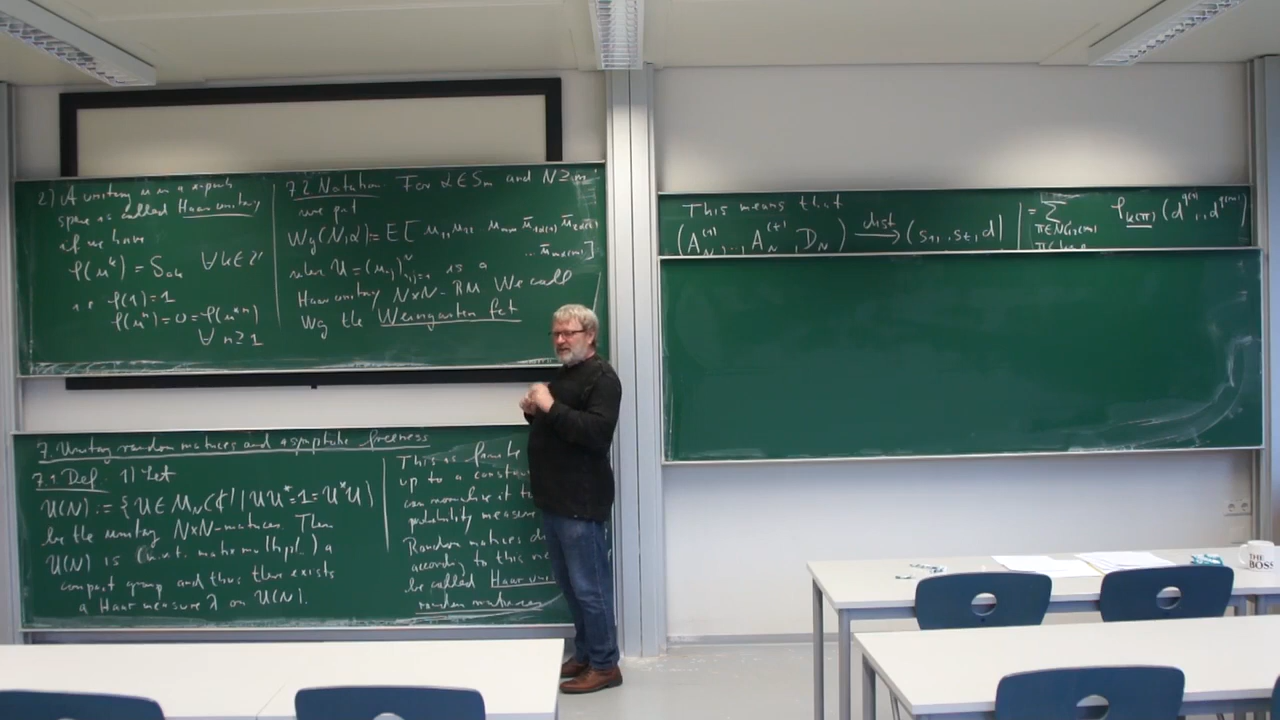 2) A unitary u in a *-prob.
space is called Haar unitary
if we have
φ(u^k) = δ_{0k} ∀k∈ℤ
i.e. φ(1)=1
φ(u^n)=0=φ(u^{*n})
∀ n≥1
7.2 Notation: For α∈S_m and N≥m
we put
Wg(N,α)=E[u_{11}u_{22}... u_{mm} ū_{1α(1)} ū_{2α(2)}
... ū_{mα(m)}]
where U=(u_{ij})^N_{i,j=1} is a
Haar unitary N×N-RM. We call
Wg the Weingarten fct
7. Unitary random matrices and asymptotic freeness
7.1 Def. 1) Let
U(N) := {U∈M_N(ℂ) | UU*=1=U*U}
be the unitary N×N-matrices. Then
U(N) is (w.r.t. matrix multipl.) a
compact group and thus there exists
a Haar measure λ on U(N).
This is finite
up to a constant
can normalize it to
probability measure
Random matrices
according to this
be called Haar
random matrices
This means that
(A_N^{(1)},..., A_N^{(t)}, D_N) dist→ (s_1,.., s_t, d)
= Σ
THE
BOSS